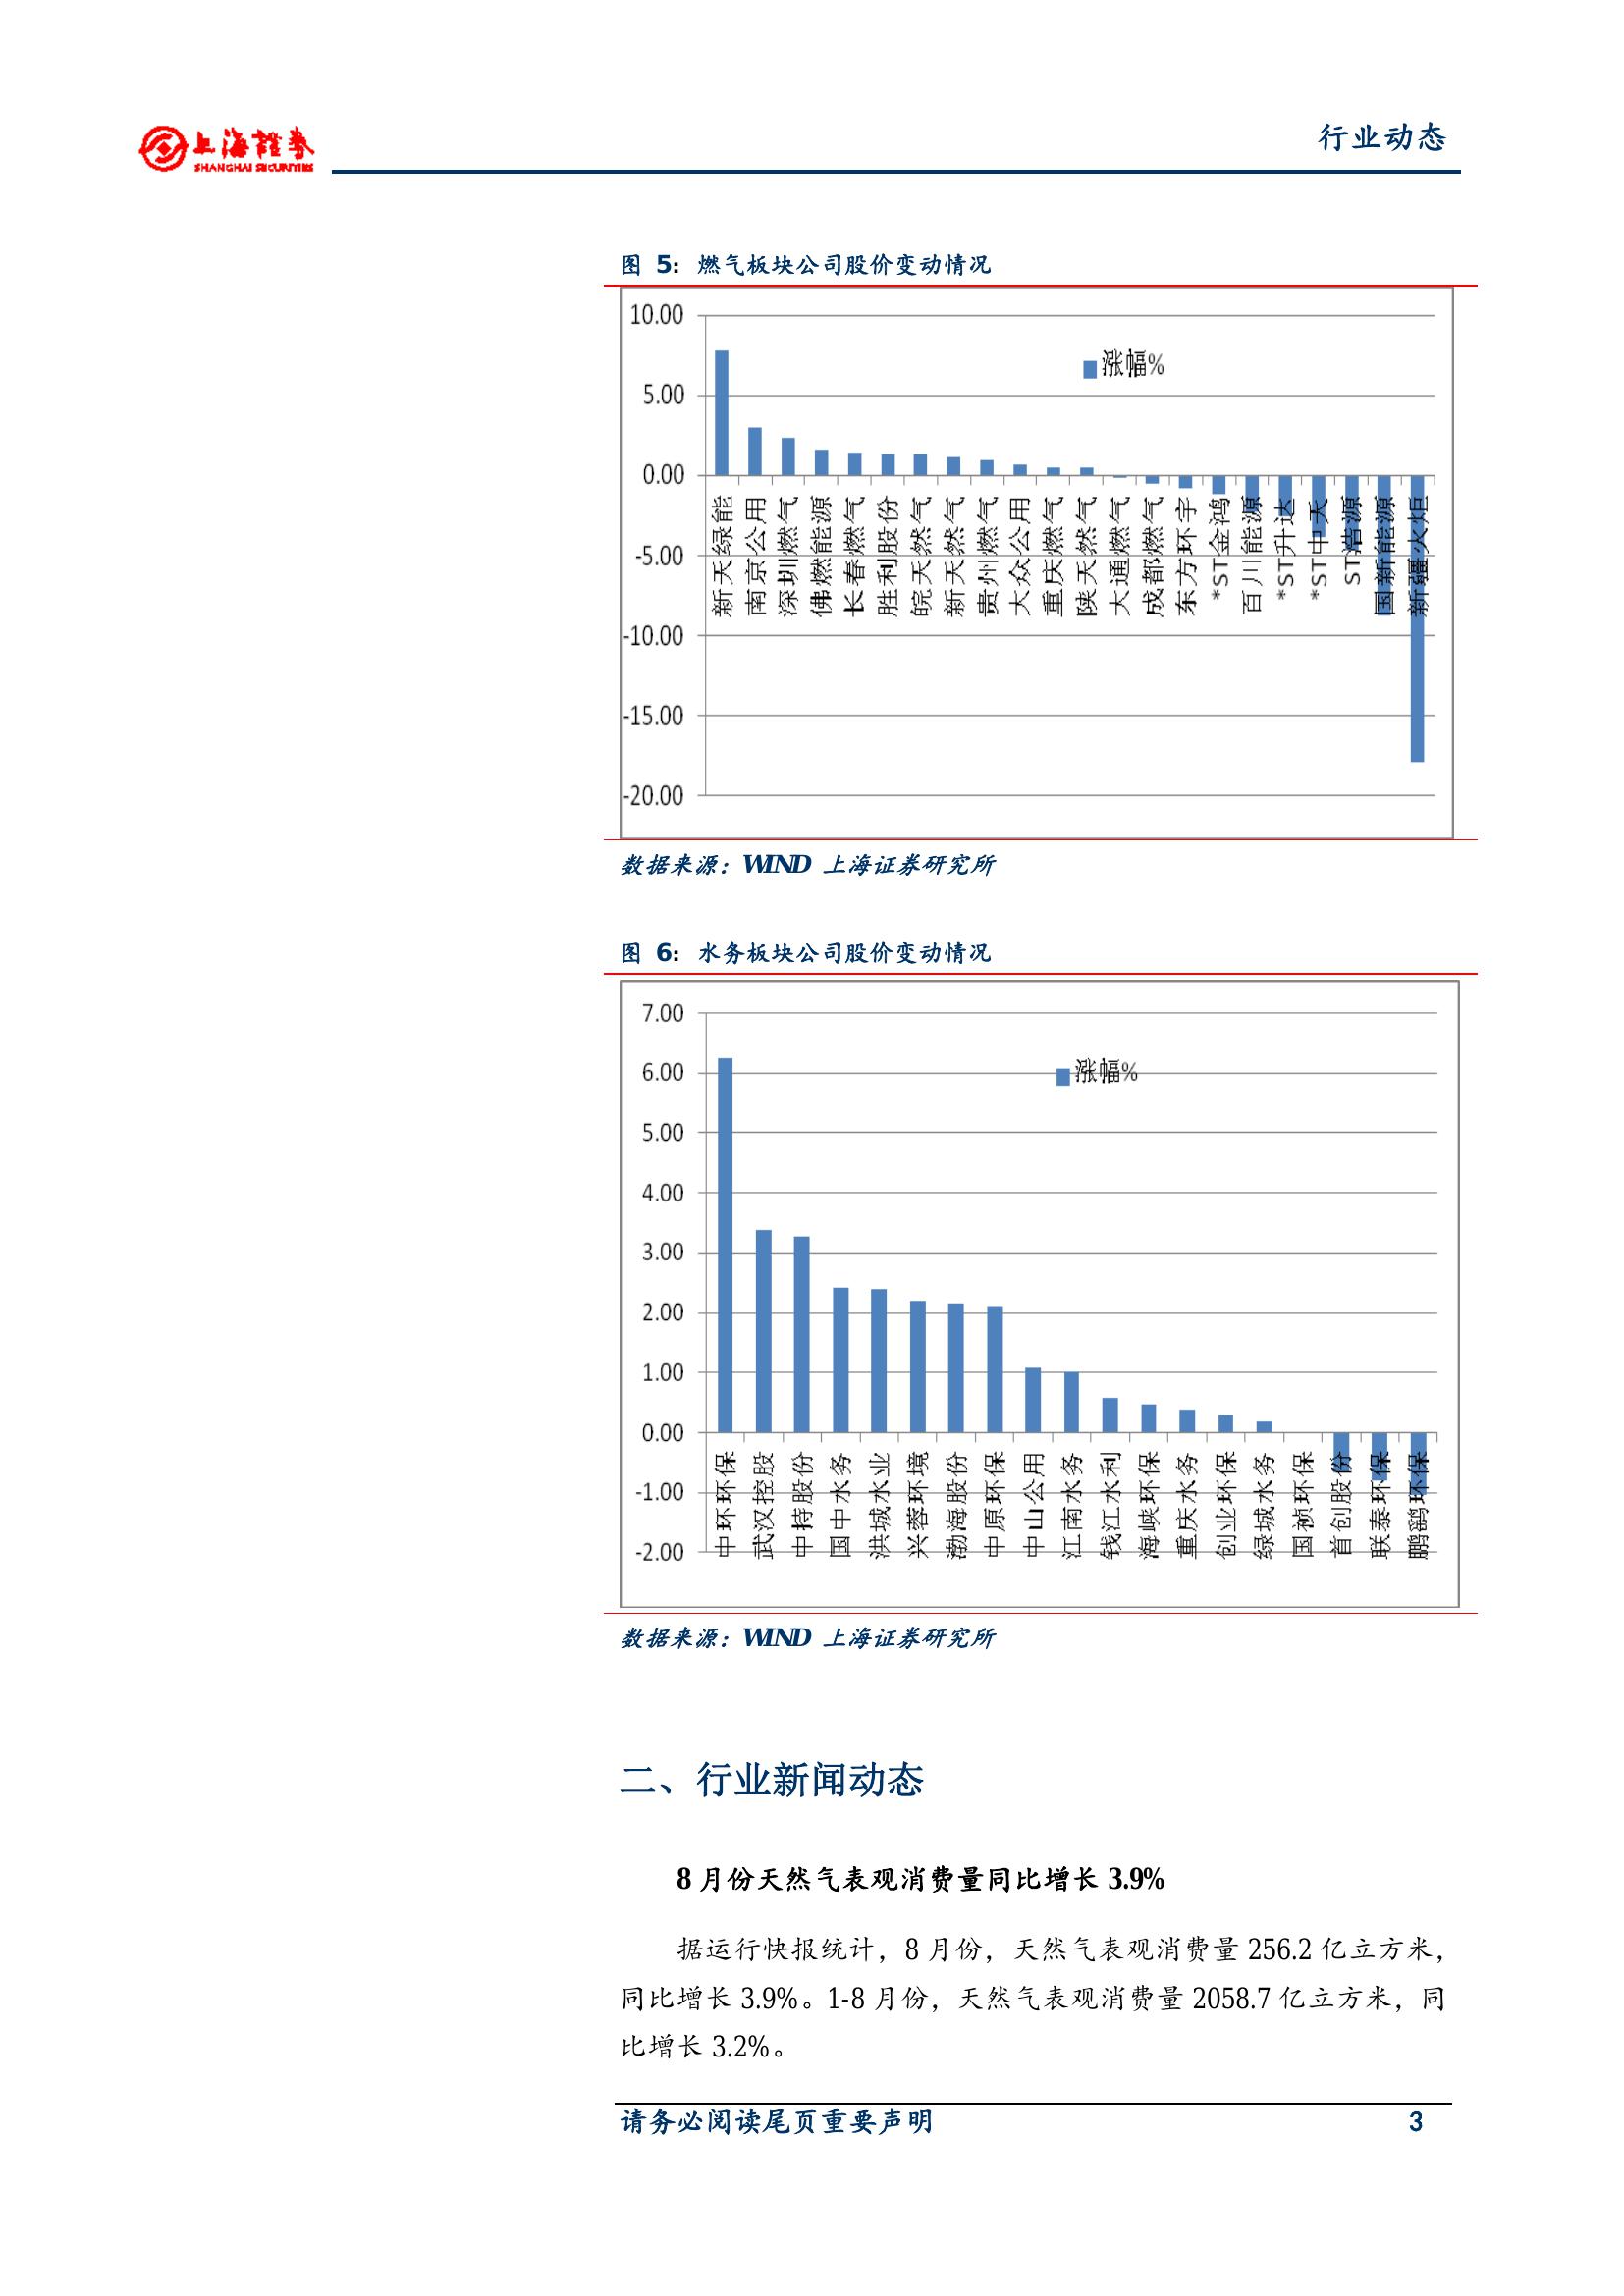 上海證券
SHANGHAI SECURITIES
行业动态
图 5: 燃气板块公司股价变动情况
10.00
5.00
0.00
-5.00
-10.00
-15.00
-20.00
涨幅%
新天绿能
南京公用
深圳燃气
佛燃能源
长春燃气
胜利股份
皖天然气
新天然气
贵州燃气
大众公用
重庆燃气
陕天然气
大通燃气
成都燃气
东方环宇
*ST金鸿
百川能源
*ST升达
*ST中天
ST浩源
国新能源
新疆火炬
数据来源：WIND 上海证券研究所
图 6: 水务板块公司股价变动情况
7.00
6.00
5.00
4.00
3.00
2.00
1.00
0.00
-1.00
-2.00
涨幅%
中环环保
武汉控股
中持股份
国中水务
洪城水业
兴蓉环境
渤海股份
中原环保
中山公用
江南水务
钱江水利
海峡环保
重庆水务
创业环保
绿城水务
国祯环保
首创股份
联泰环保
鹏鹞环保
数据来源：WIND 上海证券研究所
二、行业新闻动态
8 月份天然气表观消费量同比增长 3.9%
据运行快报统计，8 月份，天然气表观消费量 256.2 亿立方米，
同比增长 3.9%。1-8 月份，天然气表观消费量 2058.7 亿立方米，同
比增长 3.2%。
请务必阅读尾页重要声明
3